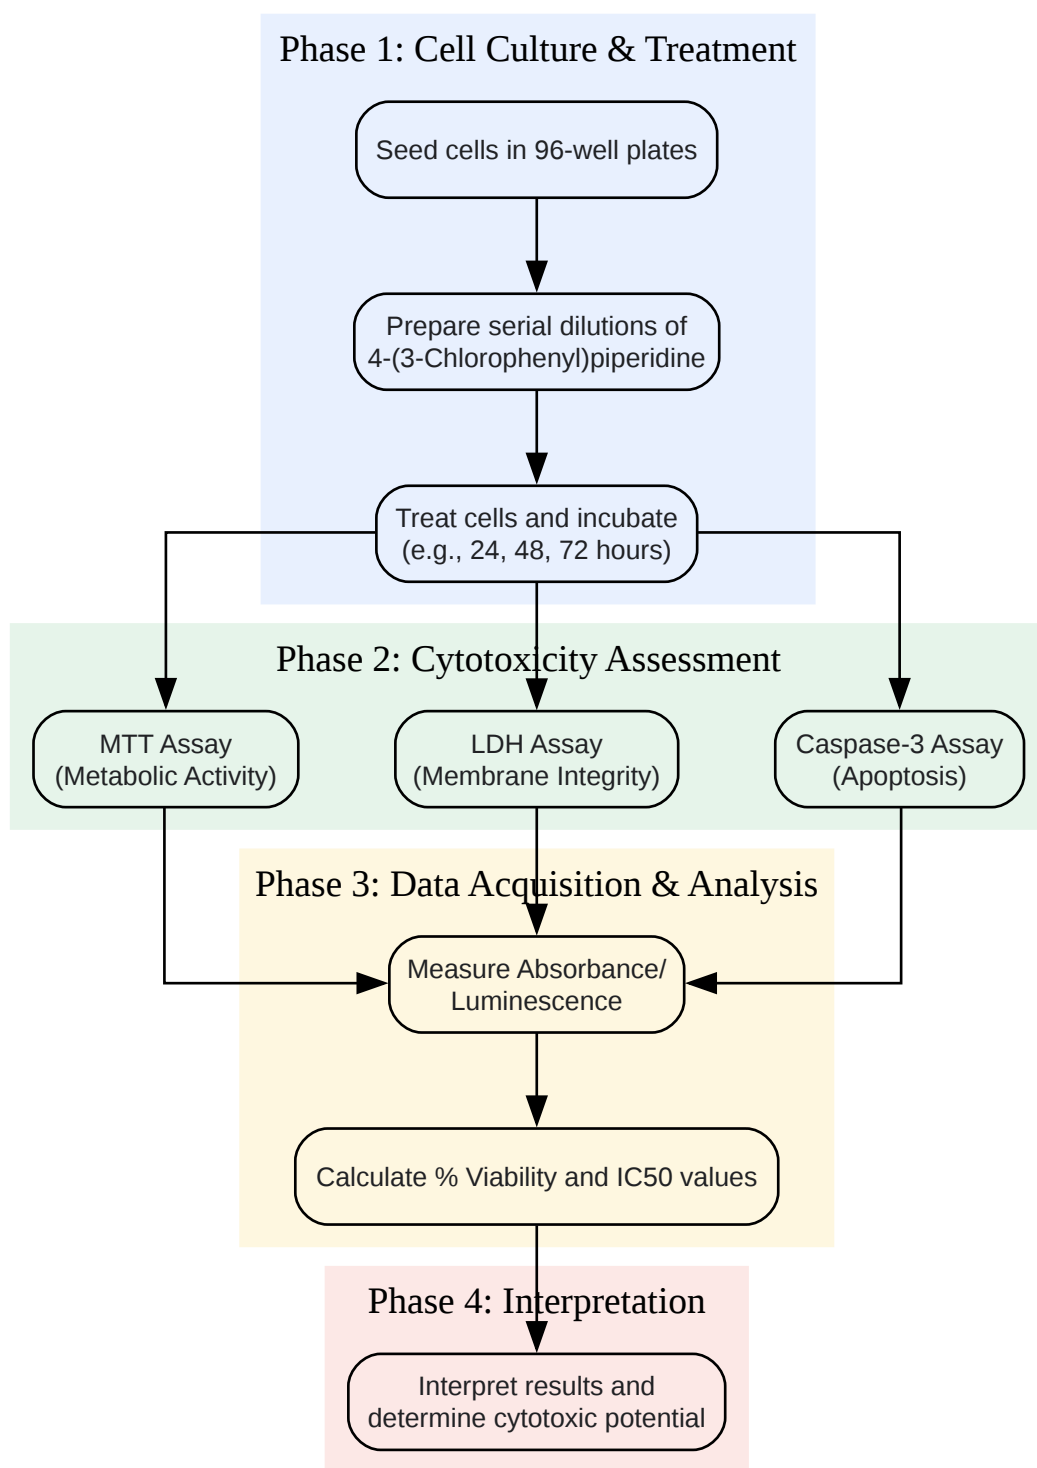 Phase 1: Cell Culture & Treatment
Seed cells in 96-well plates
Prepare serial dilutions of
4-(3-Chlorophenyl)piperidine
Treat cells and incubate
(e.g., 24, 48, 72 hours)
Phase 2: Cytotoxicity Assessment
MTT Assay
(Metabolic Activity)
LDH Assay
(Membrane Integrity)
Caspase-3 Assay
(Apoptosis)
Phase 3: Data Acquisition & Analysis
Measure Absorbance/
Luminescence
Calculate % Viability and IC50 values
Phase 4: Interpretation
Interpret results and
determine cytotoxic potential